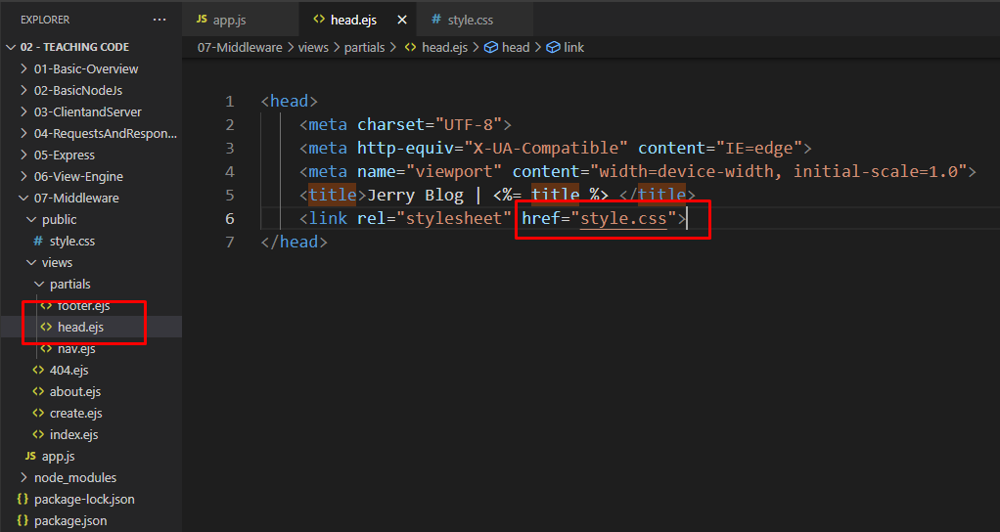 EXPLORER ...
02 - TEACHING CODE
01-Basic-Overview
02-BasicNodeJs
03-ClientandServer
04-RequestsAndRespon...
05-Express
06-View-Engine
07-Middleware
public
# style.css
views
partials
<> footer.ejs
<> head.ejs
<> nav.ejs
<> 404.ejs
<> about.ejs
<> create.ejs
<> index.ejs
JS app.js
node_modules
{} package-lock.json
{} package.json
JS app.js <> head.ejs × # style.css
07-Middleware > views > partials > <> head.ejs > head > link
1 <head>
2 <meta charset="UTF-8">
3 <meta http-equiv="X-UA-Compatible" content="IE=edge">
4 <meta name="viewport" content="width=device-width, initial-scale=1.0">
5 <title>Jerry Blog | <%= title %> </title>
6 <link rel="stylesheet" href="style.css">
7 </head>